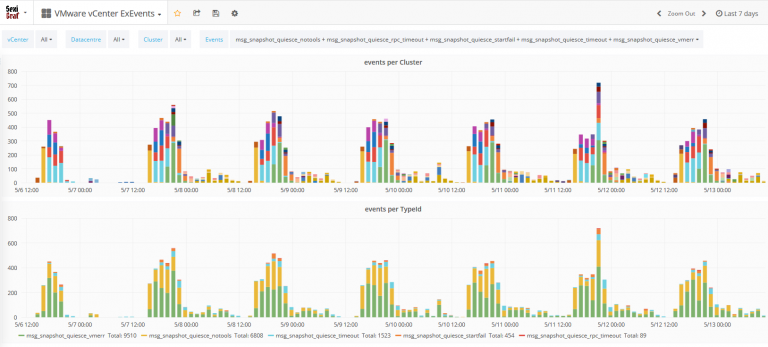 Sexi Graf
VMware vCenter ExEvents
Zoom Out
Last 7 days
vCenter All Datacentre All Cluster All Events msg_snapshot_quiesce_notools + msg_snapshot_quiesce_rpc_timeout + msg_snapshot_quiesce_startfail + msg_snapshot_quiesce_timeout + msg_snapshot_quiesce_vmerr
events per Cluster
800
700
600
500
400
300
200
100
0
5/6 12:00 5/7 00:00 5/7 12:00 5/8 00:00 5/8 12:00 5/9 00:00 5/9 12:00 5/10 00:00 5/10 12:00 5/11 00:00 5/11 12:00 5/12 00:00 5/12 12:00 5/13 00:00
events per TypeId
800
600
400
200
0
5/6 12:00 5/7 00:00 5/7 12:00 5/8 00:00 5/8 12:00 5/9 00:00 5/9 12:00 5/10 00:00 5/10 12:00 5/11 00:00 5/11 12:00 5/12 00:00 5/12 12:00 5/13 00:00
msg_snapshot_quiesce_vmerr Total: 9510 msg_snapshot_quiesce_notools Total: 6808 msg_snapshot_quiesce_timeout Total: 1523 msg_snapshot_quiesce_startfail Total: 454 msg_snapshot_quiesce_rpc_timeout Total: 89